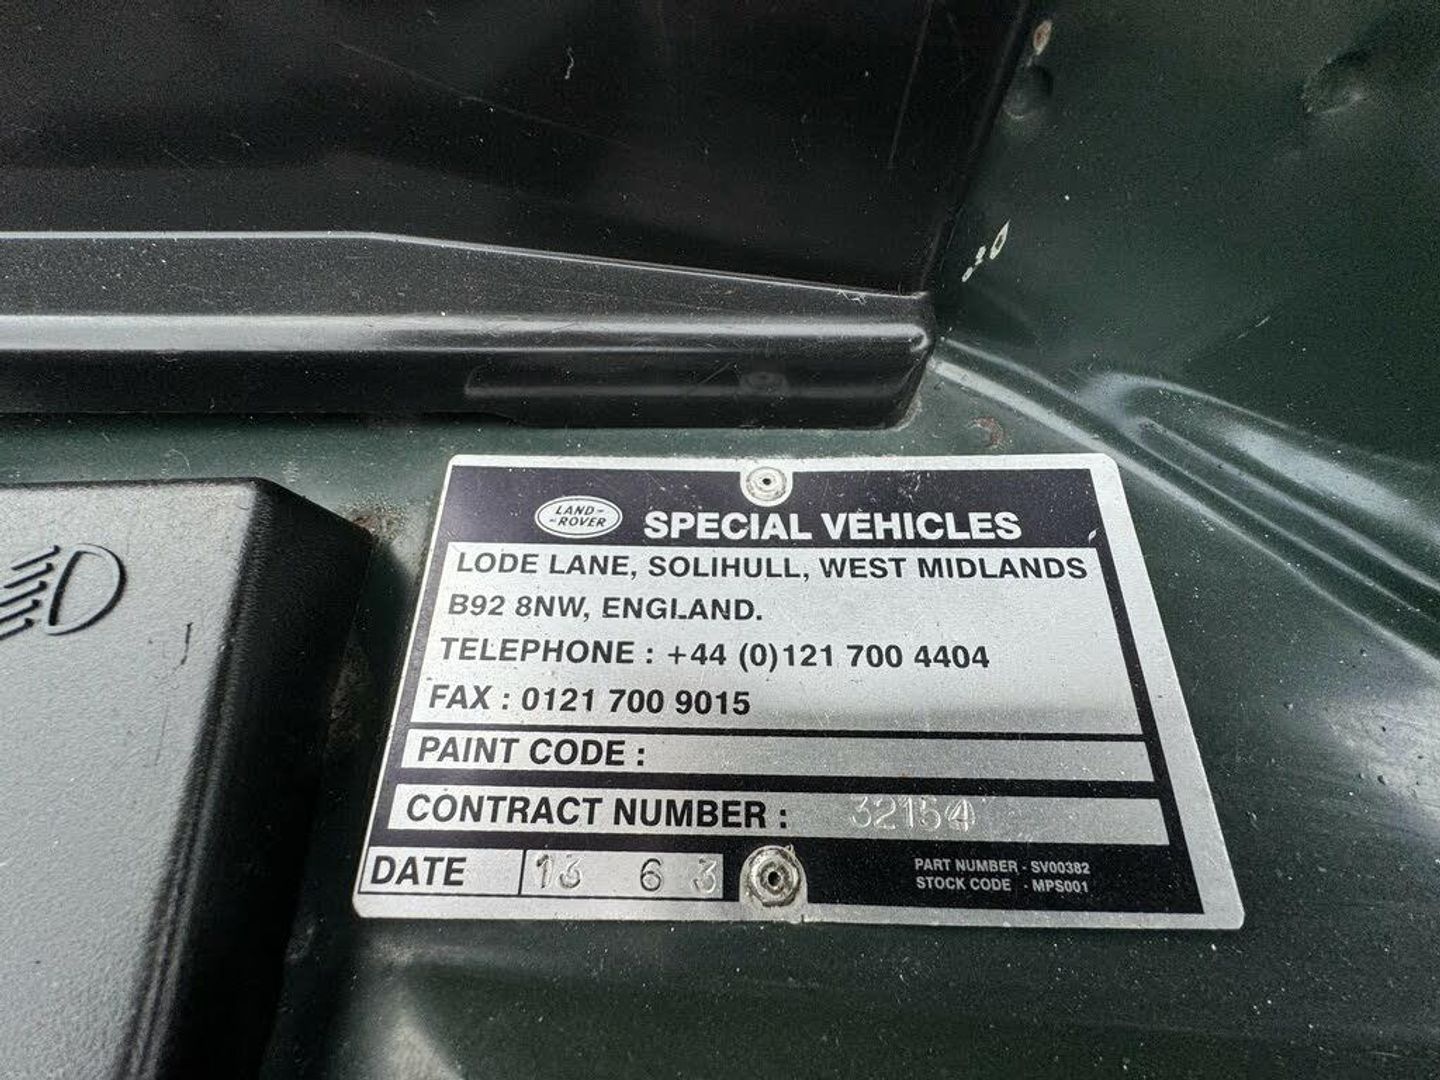 LAND-
-ROVER
SPECIAL VEHICLES
LODE LANE, SOLIHULL, WEST MIDLANDS
B92 8NW, ENGLAND.
TELEPHONE : +44 (0)121 700 4404
FAX : 0121 700 9015
PAINT CODE :
CONTRACT NUMBER : 32154
DATE 13 6 3
PART NUMBER - SV00382
STOCK CODE - MPS001